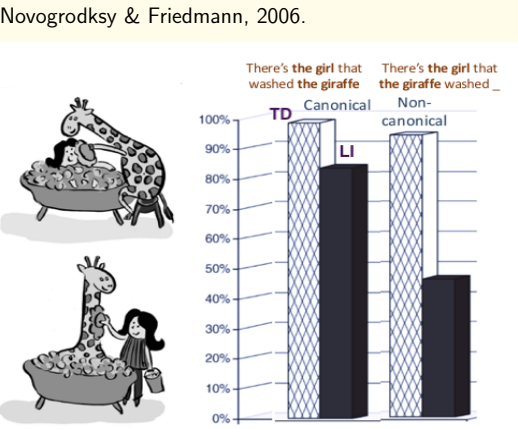 Novogrodksy & Friedmann, 2006.
There's the girl that
washed the giraffe
There's the girl that
the giraffe washed _
TD
Canonical
Non-
canonical
LI
100%
90%
80%
70%
60%
50%
40%
30%
20%
10%
0%